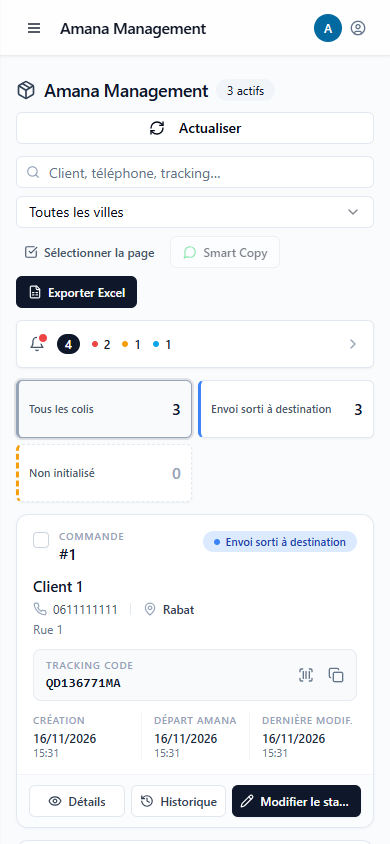 Amana Management
A
Amana Management 3 actifs
Actualiser
Client, téléphone, tracking...
Toutes les villes
Sélectionner la page Smart Copy
Exporter Excel
4 2 1 1
Tous les colis 3 Envoi sorti à destination 3
Non initialisé 0
COMMANDE Envoi sorti à destination
#1
Client 1
0611111111 Rabat
Rue 1
TRACKING CODE
QD136771MA
CRÉATION DÉPART AMANA DERNIÈRE MODIF.
16/11/2026 16/11/2026 16/11/2026
15:31 15:31 15:31
Détails Historique Modifier le sta...